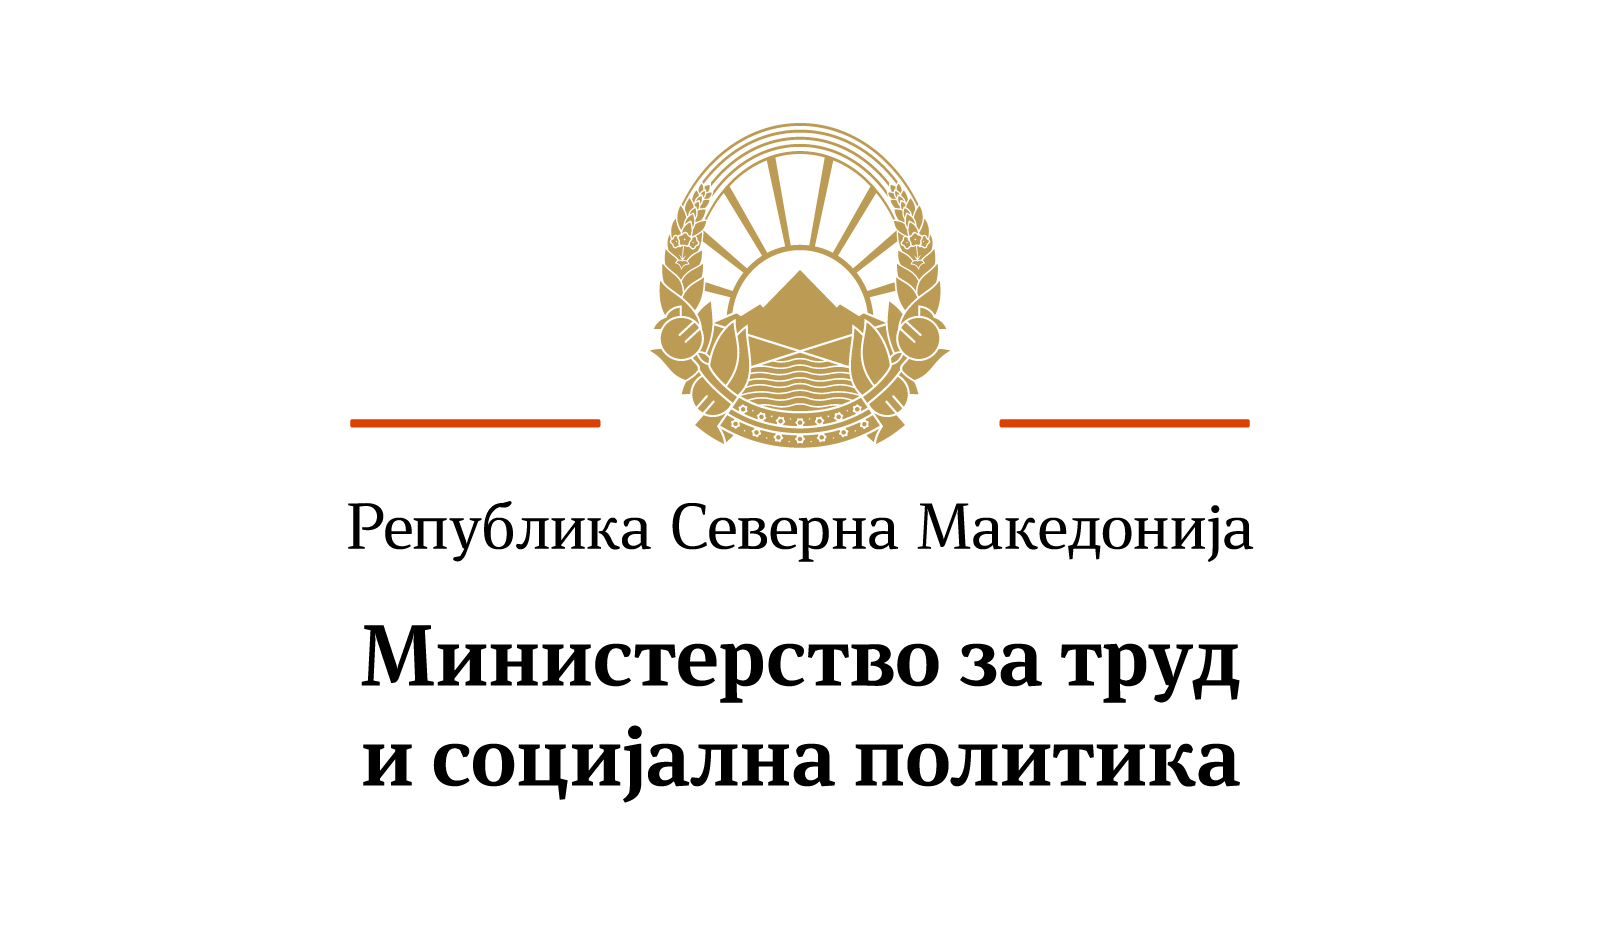 Република Северна Македонија
Министерство за труд
и социјална политика